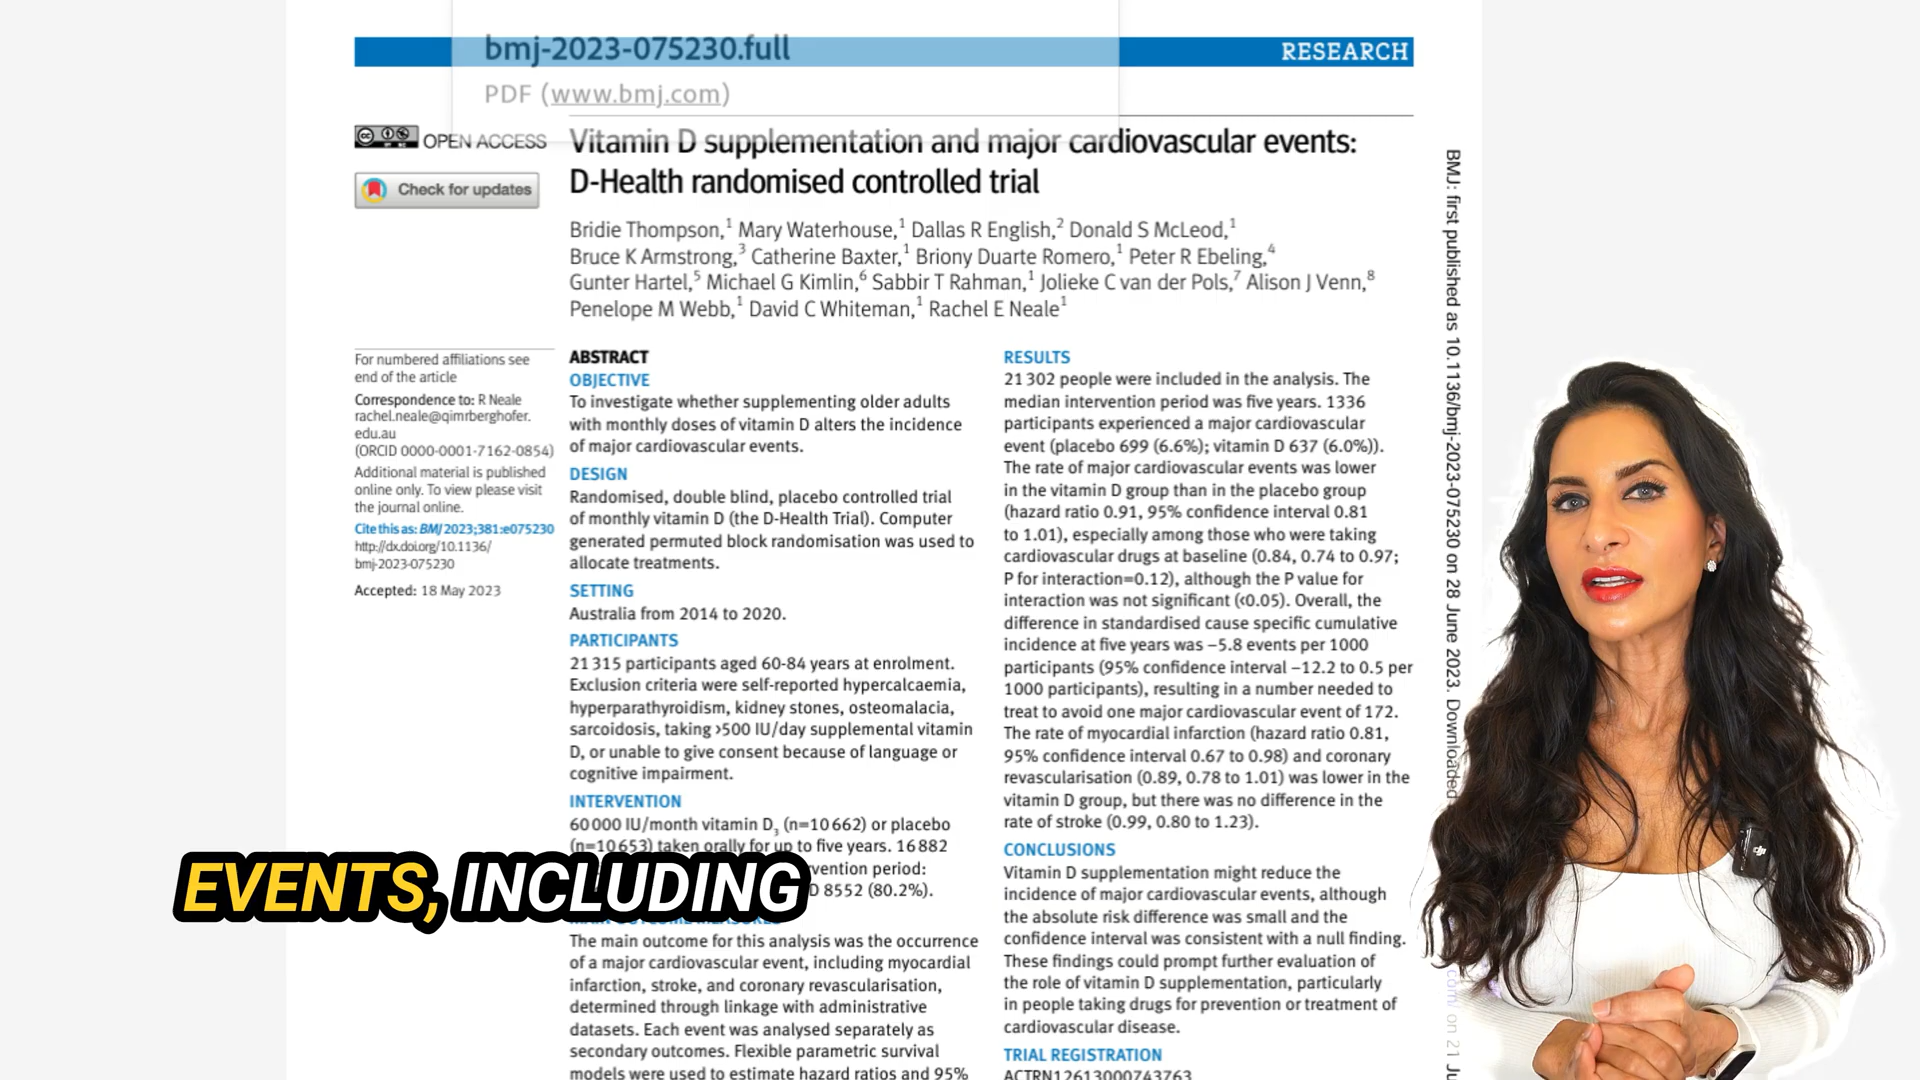 bmj-2023-075230.full
PDF (www.bmj.com)
RESEARCH
OPEN ACCESS
Check for updates
Vitamin D supplementation and major cardiovascular events:
D-Health randomised controlled trial
Bridie Thompson,1 Mary Waterhouse,1 Dallas R English,2 Donald S McLeod,1
Bruce K Armstrong,3 Catherine Baxter,1 Briony Duarte Romero,1 Peter R Ebeling,4
Gunter Hartel,5 Michael G Kimlin,6 Sabbir T Rahman,1 Jolieke C van der Pols,7 Alison J Venn,8
Penelope M Webb,1 David C Whiteman,1 Rachel E Neale1
For numbered affiliations see
end of the article
Correspondence to: R Neale
rachel.neale@qimrberghofer.
edu.au
(ORCID 0000-0001-7162-0854)
Additional material is published
online only. To view please visit
the journal online.
Cite this as: BMJ 2023;381:e075230
http://dx.doi.org/10.1136/
bmj-2023-075230
Accepted: 18 May 2023
ABSTRACT
OBJECTIVE
To investigate whether supplementing older adults
with monthly doses of vitamin D alters the incidence
of major cardiovascular events.
DESIGN
Randomised, double blind, placebo controlled trial
of monthly vitamin D (the D-Health Trial). Computer
generated permuted block randomisation was used to
allocate treatments.
SETTING
Australia from 2014 to 2020.
PARTICIPANTS
21 315 participants aged 60-84 years at enrolment.
Exclusion criteria were self-reported hypercalcaemia,
hyperparathyroidism, kidney stones, osteomalacia,
sarcoidosis, taking >500 IU/day supplemental vitamin
D, or unable to give consent because of language or
cognitive impairment.
INTERVENTION
60 000 IU/month vitamin D3 (n=10 662) or placebo
(n=10 653) taken orally for up to five years. 16 882
intervention period:
D 8552 (80.2%).
MAIN OUTCOME MEASURES
The main outcome for this analysis was the occurrence
of a major cardiovascular event, including myocardial
infarction, stroke, and coronary revascularisation,
determined through linkage with administrative
datasets. Each event was analysed separately as
secondary outcomes. Flexible parametric survival
models were used to estimate hazard ratios and 95%
RESULTS
21 302 people were included in the analysis. The
median intervention period was five years. 1336
participants experienced a major cardiovascular
event (placebo 699 (6.6%); vitamin D 637 (6.0%)).
The rate of major cardiovascular events was lower
in the vitamin D group than in the placebo group
(hazard ratio 0.91, 95% confidence interval 0.81
to 1.01), especially among those who were taking
cardiovascular drugs at baseline (0.84, 0.74 to 0.97;
P for interaction=0.12), although the P value for
interaction was not significant (<0.05). Overall, the
difference in standardised cause specific cumulative
incidence at five years was −5.8 events per 1000
participants (95% confidence interval −12.2 to 0.5 per
1000 participants), resulting in a number needed to
treat to avoid one major cardiovascular event of 172.
The rate of myocardial infarction (hazard ratio 0.81,
95% confidence interval 0.67 to 0.98) and coronary
revascularisation (0.89, 0.78 to 1.01) was lower in the
vitamin D group, but there was no difference in the
rate of stroke (0.99, 0.80 to 1.23).
CONCLUSIONS
Vitamin D supplementation might reduce the
incidence of major cardiovascular events, although
the absolute risk difference was small and the
confidence interval was consistent with a null finding.
These findings could prompt further evaluation of
the role of vitamin D supplementation, particularly
in people taking drugs for prevention or treatment of
cardiovascular disease.
TRIAL REGISTRATION
ACTRN12613000743763
BMJ: first published as 10.1136/bmj-2023-075230 on 28 June 2023. Downloaded
EVENTS, INCLUDING